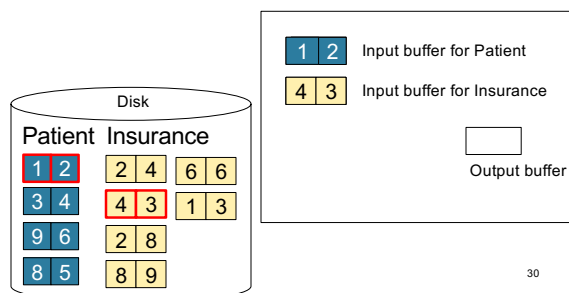 1 2 Input buffer for Patient
4 3 Input buffer for Insurance
Output buffer
Disk
Patient Insurance
1 2 2 4 6 6
3 4 4 3 1 3
9 6 2 8
8 5 8 9
30